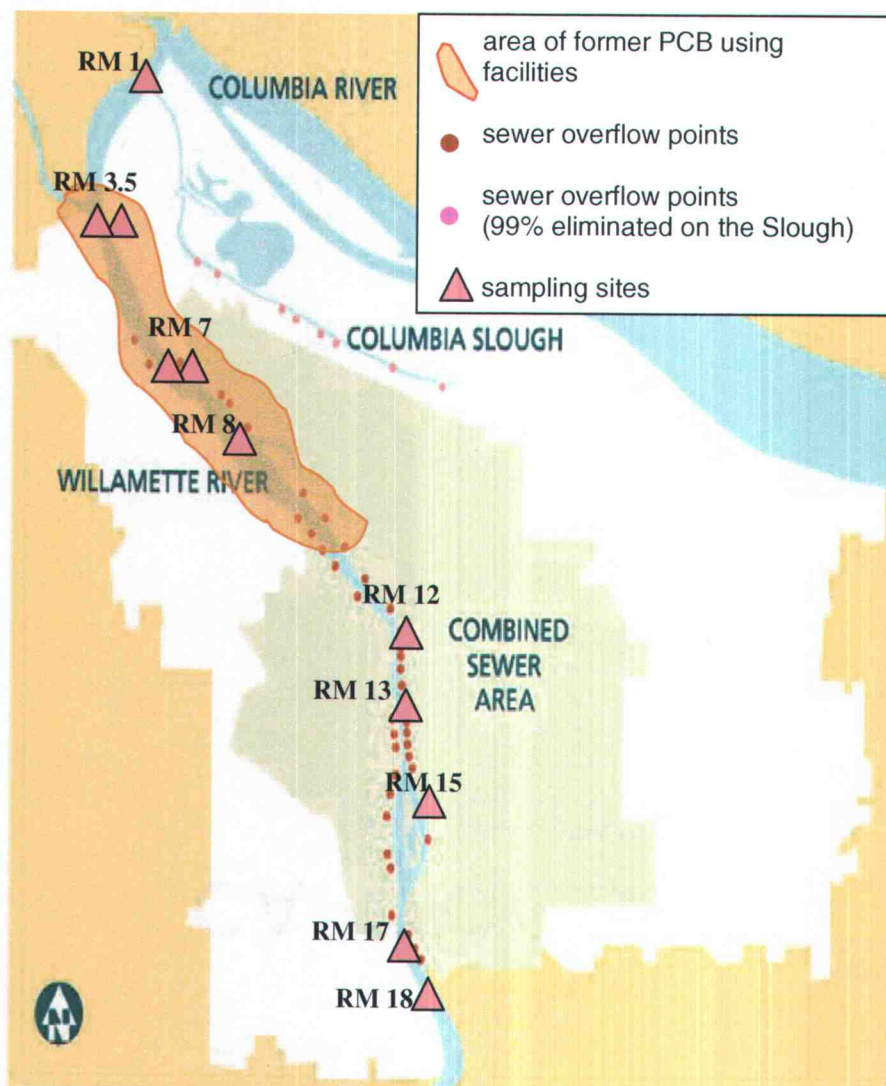 RM 1
COLUMBIA RIVER
area of former PCB using
facilities
sewer overflow points
sewer overflow points
(99% eliminated on the Slough)
sampling sites
RM 3.5
RM 7
COLUMBIA SLOUGH
RM 8
WILLAMETTE RIVER
RM 12
COMBINED
SEWER
AREA
RM 13
RM 15
RM 17
RM 18
N